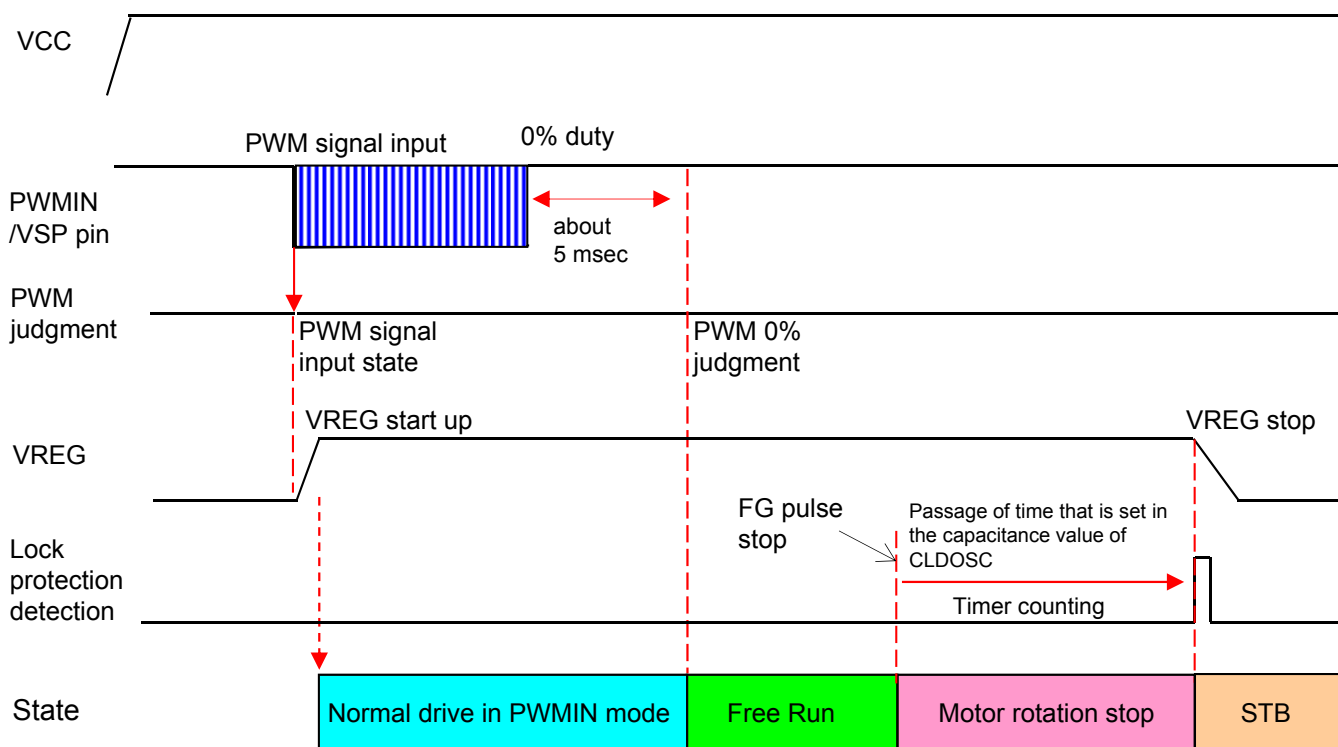 VCC
PWM signal input
0% duty
PWMIN
/VSP pin
about
5 msec
PWM
judgment
PWM signal
input state
PWM 0%
judgment
VREG start up
VREG stop
VREG
FG pulse
stop
Passage of time that is set in
the capacitance value of
CLDOSC
Lock
protection
detection
Timer counting
State
Normal drive in PWMIN mode
Free Run
Motor rotation stop
STB